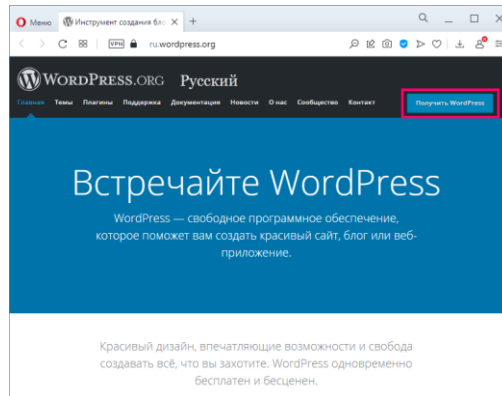 Меню
Инструмент создания бло
VPN
ru.wordpress.org
WORDPRESS.ORG Русский
Главная Темы Плагины Поддержка Документация Новости О нас Сообщество Контакт
Получить WordPress
Встречайте WordPress
WordPress — свободное программное обеспечение,
которое поможет вам создать красивый сайт, блог или веб-
приложение.
Красивый дизайн, впечатляющие возможности и свобода
создавать всё, что вы захотите. WordPress одновременно
бесплатен и бесценен.